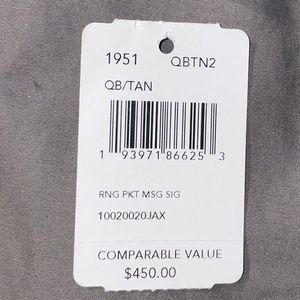 1951 QBTN2
QB/TAN
1 93971 86625 3
RNG PKT MSG SIG
10020020JAX
COMPARABLE VALUE
$450.00